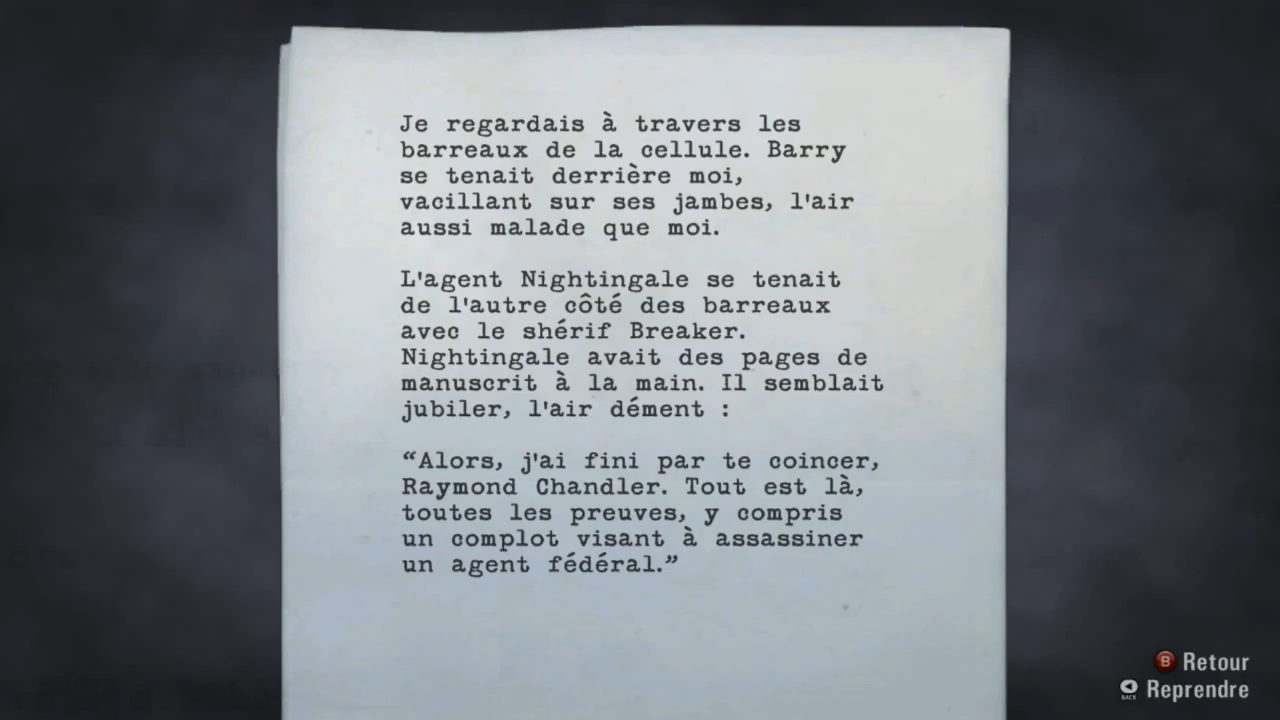 Je regardais à travers les
barreaux de la cellule. Barry
se tenait derrière moi,
vacillant sur ses jambes, l'air
aussi malade que moi.
L'agent Nightingale se tenait
de l'autre côté des barreaux
avec le shérif Breaker.
Nightingale avait des pages de
manuscrit à la main. Il semblait
jubiler, l'air dément :
“Alors, j'ai fini par te coincer,
Raymond Chandler. Tout est là,
toutes les preuves, y compris
un complot visant à assassiner
un agent fédéral.”
B Retour
BACK Reprendre